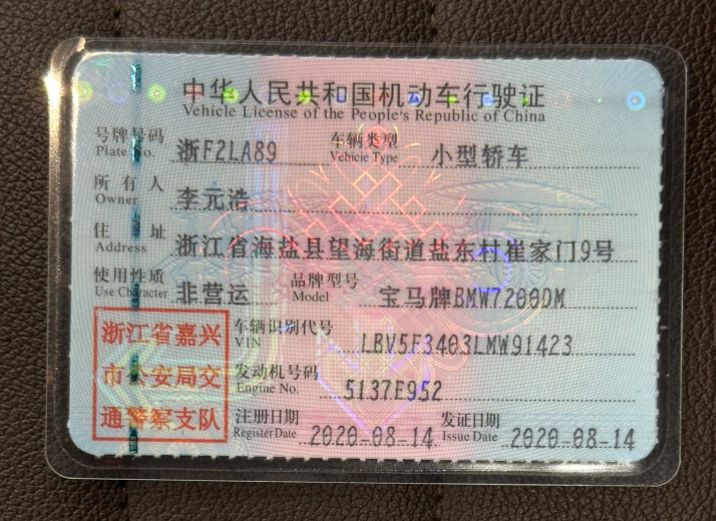 中华人民共和国机动车行驶证
Vehicle License of the People's Republic of China
号牌号码 浙F2LA89 车辆类型 小型轿车
Plate No. Vehicle Type
所有人 李元浩
Owner
住址 浙江省海盐县望海街道盐东村崔家门9号
Address
使用性质 非营运 品牌型号 宝马牌BMW7200DM
Use Character Model
浙江省嘉兴
市公安局交
通警察支队
车辆识别代号 LBV5F3403LMW91423
VIN
发动机号码 5137E952
Engine No.
注册日期 2020-08-14 发证日期 2020-08-14
Register Date Issue Date